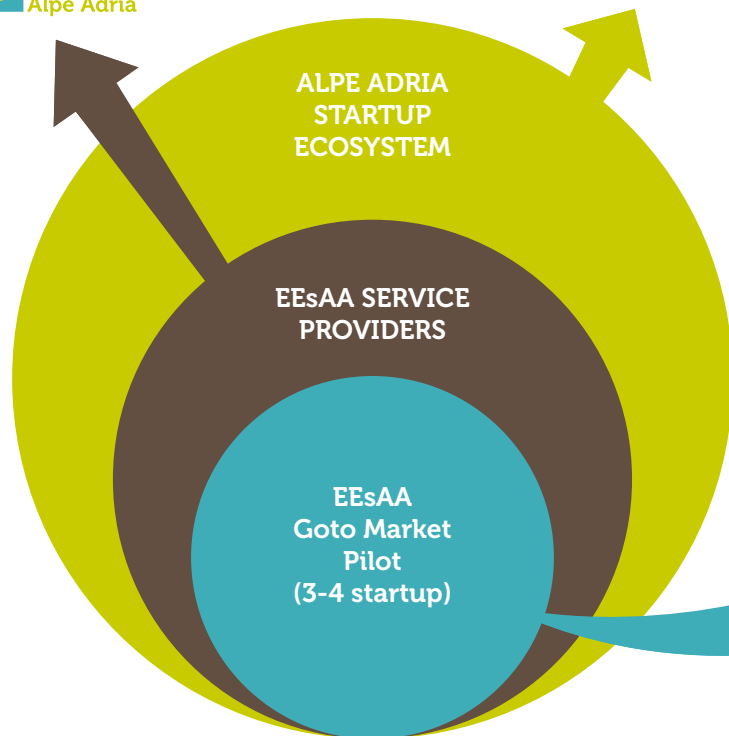 Alpe Adria
ALPE ADRIA
STARTUP
ECOSYSTEM
EEsAA SERVICE
PROVIDERS
EEsAA
Goto Market
Pilot
(3-4 startup)